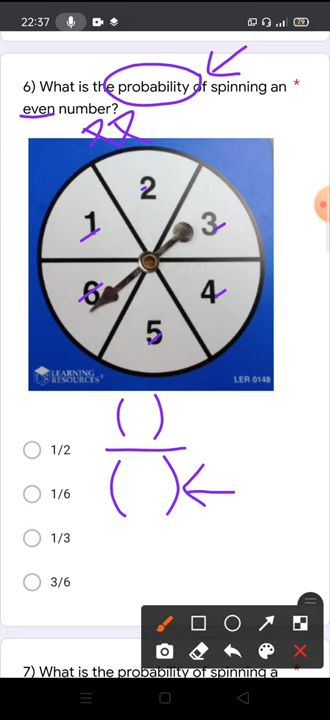 22:37
79
6) What is the probability of spinning an *
even number?
2
1
3
6
4
5
LEARNING
RESOURCES
LER 0148
( )
( )
1/2
1/6
1/3
3/6
7) What is the probability of spinning a *